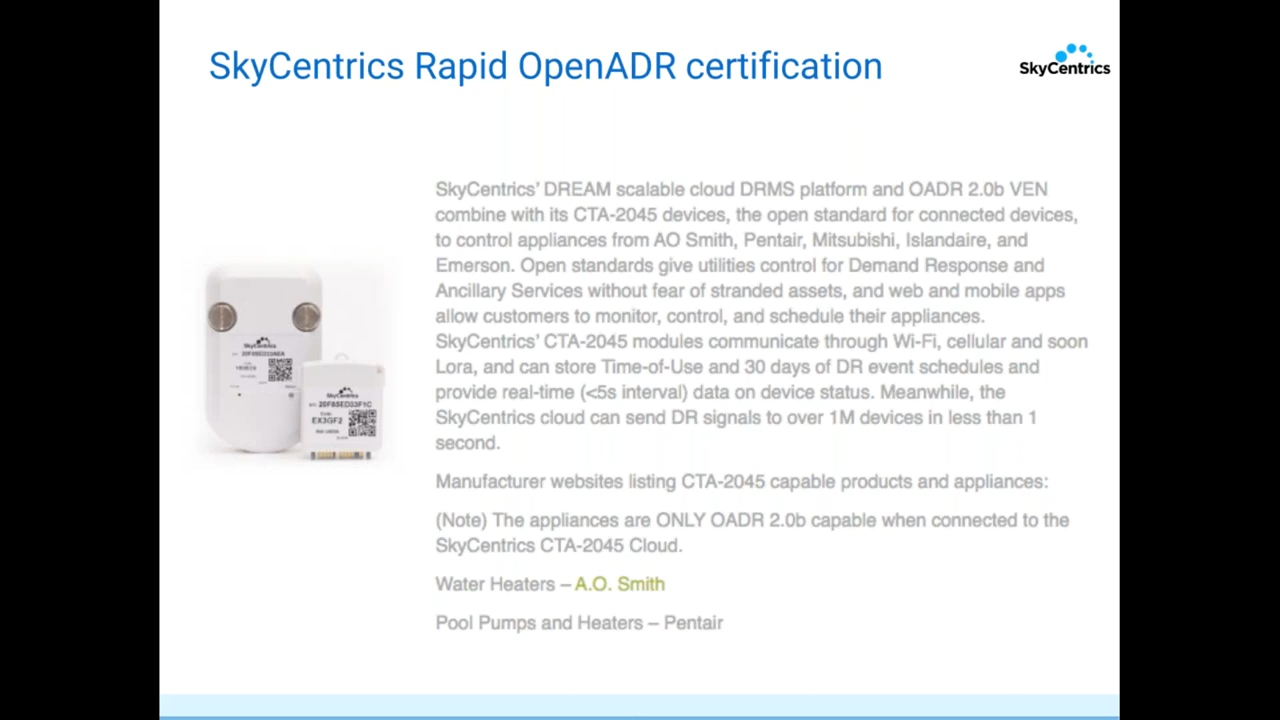 SkyCentrics Rapid OpenADR certification
SkyCentrics
SkyCentrics' DREAM scalable cloud DRMS platform and OADR 2.0b VEN
combine with its CTA-2045 devices, the open standard for connected devices,
to control appliances from AO Smith, Pentair, Mitsubishi, Islandaire, and
Emerson. Open standards give utilities control for Demand Response and
Ancillary Services without fear of stranded assets, and web and mobile apps
allow customers to monitor, control, and schedule their appliances.
SkyCentrics' CTA-2045 modules communicate through Wi-Fi, cellular and soon
Lora, and can store Time-of-Use and 30 days of DR event schedules and
provide real-time (<5s interval) data on device status. Meanwhile, the
SkyCentrics cloud can send DR signals to over 1M devices in less than 1
second.
Manufacturer websites listing CTA-2045 capable products and appliances:
(Note) The appliances are ONLY OADR 2.0b capable when connected to the
SkyCentrics CTA-2045 Cloud.
Water Heaters – A.O. Smith
Pool Pumps and Heaters – Pentair
SkyCentrics
SkyCentrics
20F85ED33F1C
EX3GF2